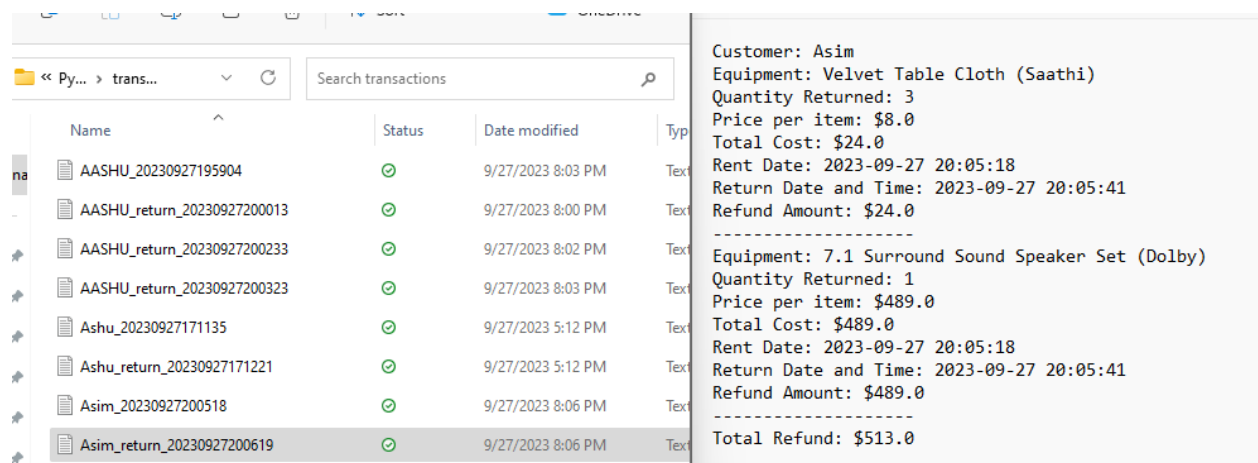 « Py... > trans...
Search transactions
Name Status Date modified
AASHU_20230927195904 9/27/2023 8:03 PM Text
AASHU_return_20230927200013 9/27/2023 8:00 PM Text
AASHU_return_20230927200233 9/27/2023 8:02 PM Text
AASHU_return_20230927200323 9/27/2023 8:03 PM Text
Ashu_20230927171135 9/27/2023 5:12 PM Text
Ashu_return_20230927171221 9/27/2023 5:12 PM Text
Asim_20230927200518 9/27/2023 8:06 PM Text
Asim_return_20230927200619 9/27/2023 8:06 PM Text
Customer: Asim
Equipment: Velvet Table Cloth (Saathi)
Quantity Returned: 3
Price per item: $8.0
Total Cost: $24.0
Rent Date: 2023-09-27 20:05:18
Return Date and Time: 2023-09-27 20:05:41
Refund Amount: $24.0
--------------------
Equipment: 7.1 Surround Sound Speaker Set (Dolby)
Quantity Returned: 1
Price per item: $489.0
Total Cost: $489.0
Rent Date: 2023-09-27 20:05:18
Return Date and Time: 2023-09-27 20:05:41
Refund Amount: $489.0
--------------------
Total Refund: $513.0